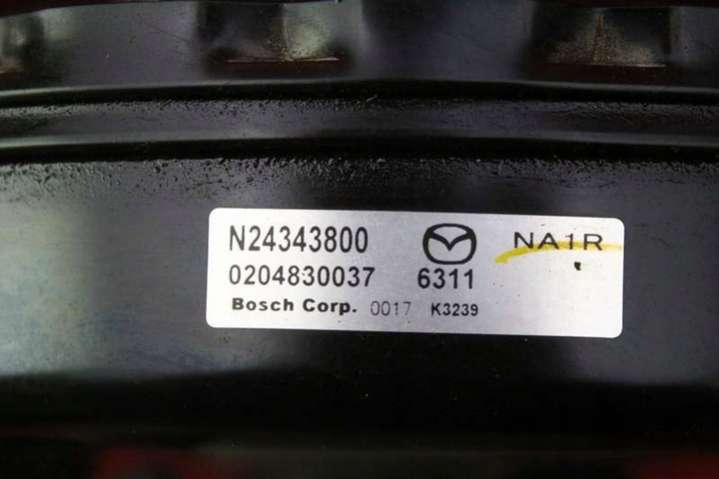 N24343800 NA1R
0204830037 6311
Bosch Corp. 0017 K3239